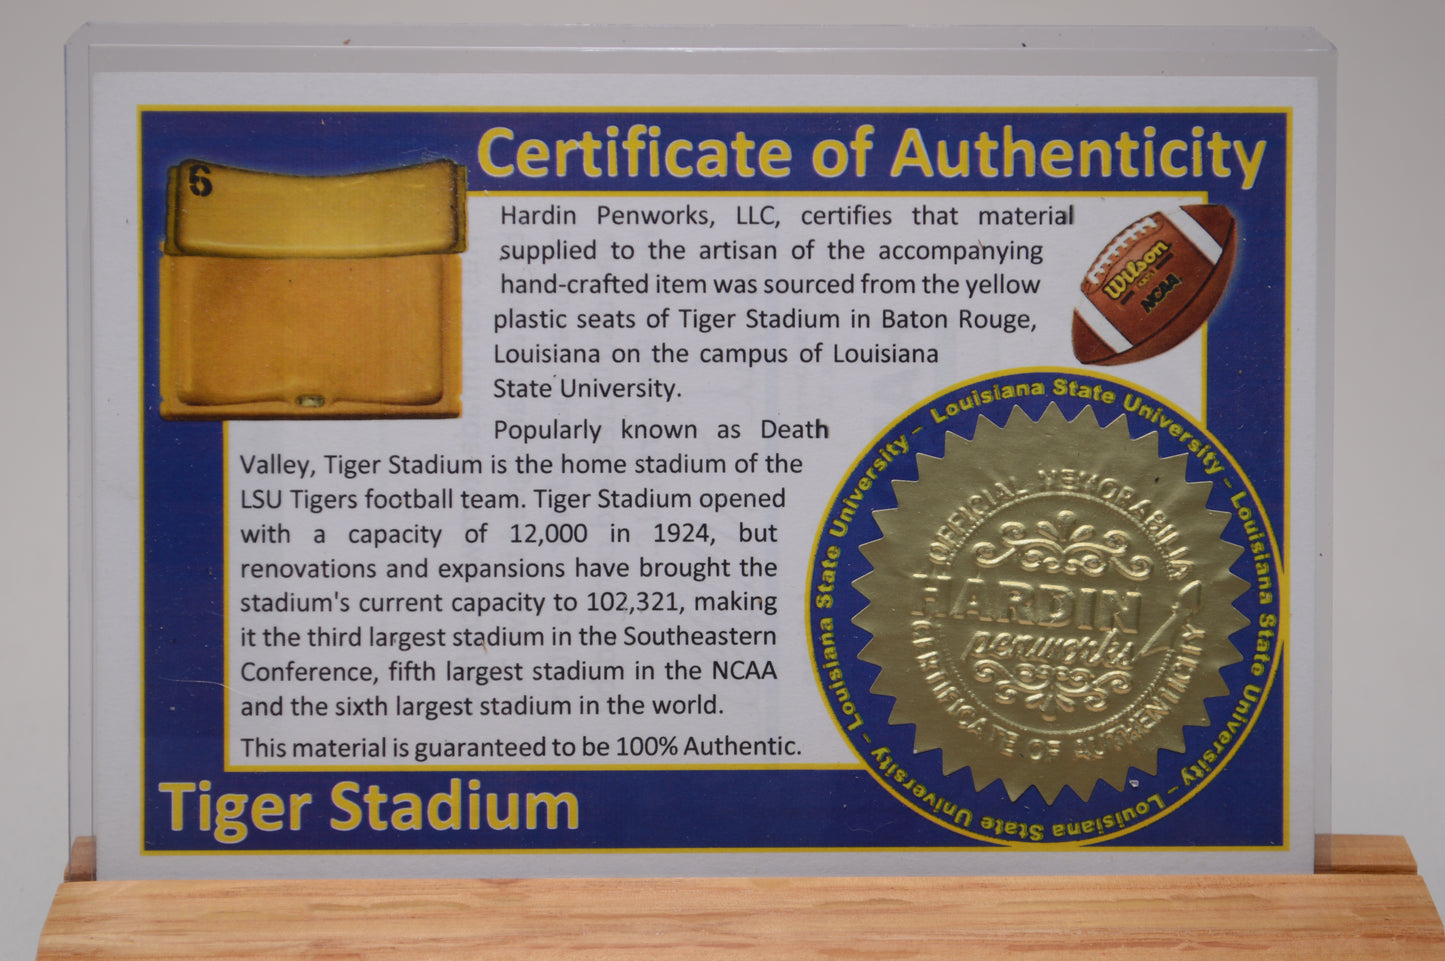 Certificate of Authenticity
6
Hardin Penworks, LLC, certifies that material
supplied to the artisan of the accompanying
hand-crafted item was sourced from the yellow
plastic seats of Tiger Stadium in Baton Rouge,
Louisiana on the campus of Louisiana
State University.
Wilson
NCAA
Popularly known as Death
Valley, Tiger Stadium is the home stadium of the
LSU Tigers football team. Tiger Stadium opened
with a capacity of 12,000 in 1924, but
renovations and expansions have brought the
stadium's current capacity to 102,321, making
it the third largest stadium in the Southeastern
Conference, fifth largest stadium in the NCAA
and the sixth largest stadium in the world.
This material is guaranteed to be 100% Authentic.
Louisiana State University – Louisiana State University – Louisiana State University – Louisiana State University –
OFFICIAL MEMORABILIA
HARDIN
penworks
CERTIFICATE OF AUTHENTICITY
Tiger Stadium